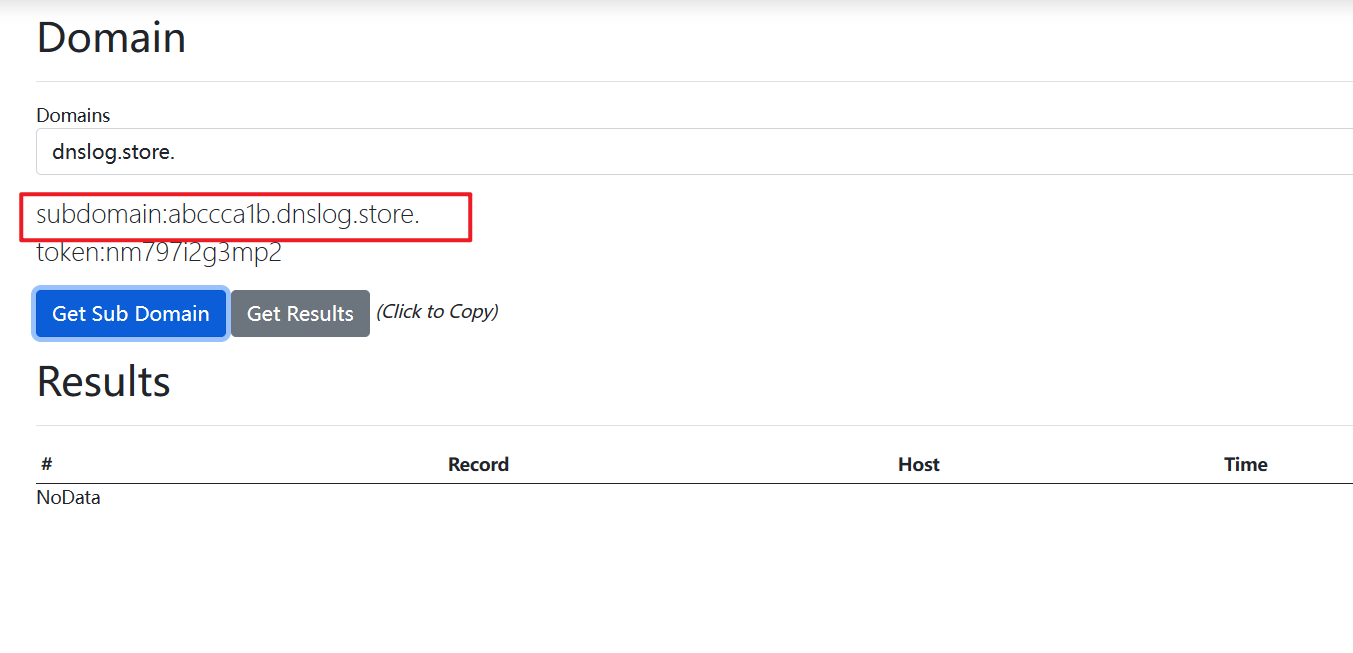 Domain
Domains
dnslog.store.
subdomain:abccca1b.dnslog.store.
token:nm797i2g3mp2
Get Sub Domain Get Results (Click to Copy)
Results
# Record Host Time
NoData